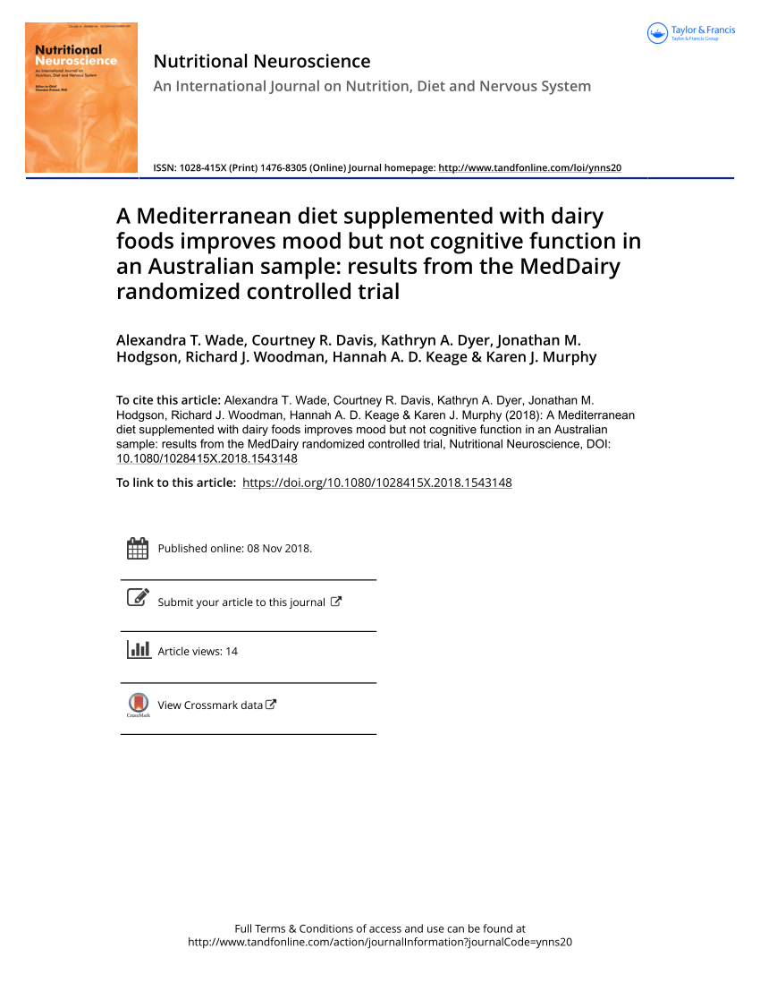 Nutritional
Neuroscience
An International Journal on
Nutrition, Diet and Nervous System
Taylor & Francis
Taylor & Francis Group
Nutritional Neuroscience
An International Journal on Nutrition, Diet and Nervous System
ISSN: 1028-415X (Print) 1476-8305 (Online) Journal homepage: http://www.tandfonline.com/loi/ynns20
A Mediterranean diet supplemented with dairy
foods improves mood but not cognitive function in
an Australian sample: results from the MedDairy
randomized controlled trial
Alexandra T. Wade, Courtney R. Davis, Kathryn A. Dyer, Jonathan M.
Hodgson, Richard J. Woodman, Hannah A. D. Keage & Karen J. Murphy
To cite this article: Alexandra T. Wade, Courtney R. Davis, Kathryn A. Dyer, Jonathan M.
Hodgson, Richard J. Woodman, Hannah A. D. Keage & Karen J. Murphy (2018): A Mediterranean
diet supplemented with dairy foods improves mood but not cognitive function in an Australian
sample: results from the MedDairy randomized controlled trial, Nutritional Neuroscience, DOI:
10.1080/1028415X.2018.1543148
To link to this article: https://doi.org/10.1080/1028415X.2018.1543148
Published online: 08 Nov 2018.
Submit your article to this journal
Article views: 14
View Crossmark data
CrossMark
Full Terms & Conditions of access and use can be found at
http://www.tandfonline.com/action/journalInformation?journalCode=ynns20